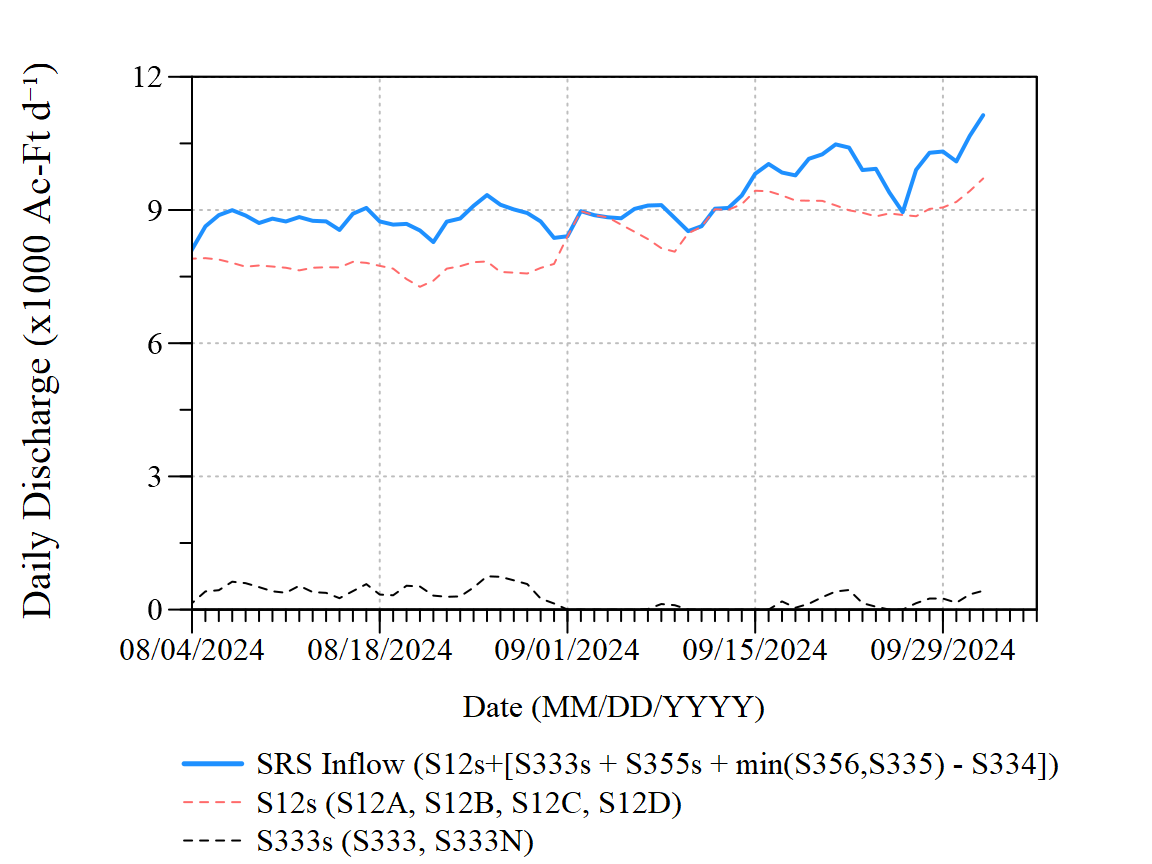 Daily Discharge (x1000 Ac-Ft d⁻¹)
12
9
6
3
0
08/04/2024 08/18/2024 09/01/2024 09/15/2024 09/29/2024
Date (MM/DD/YYYY)
SRS Inflow (S12s+[S333s + S355s + min(S356,S335) - S334])
S12s (S12A, S12B, S12C, S12D)
S333s (S333, S333N)